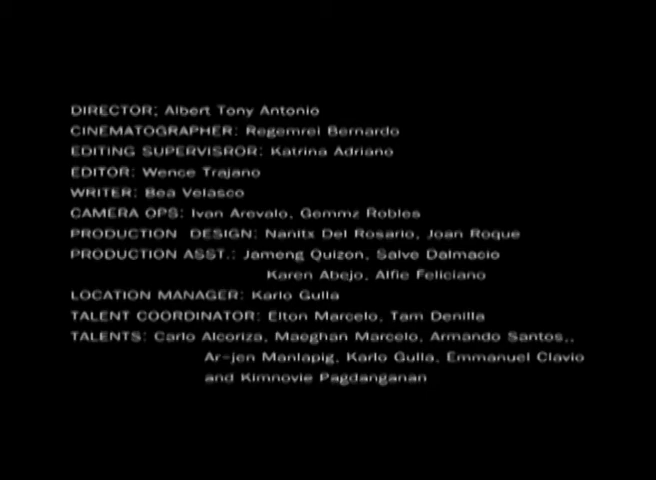 DIRECTOR; Albert Tony Antonio
CINEMATOGRAPHER: Regemrei Bernardo
EDITING SUPERVISROR: Katrina Adriano
EDITOR: Wence Trajano
WRITER: Bea Velasco
CAMERA OPS: Ivan Arevalo, Gemmz Robles
PRODUCTION DESIGN: Nanitx Del Rosario, Joan Roque
PRODUCTION ASST.: Jameng Quizon, Salve Dalmacio
Karen Abejo, Alfie Feliciano
LOCATION MANAGER: Karlo Gulla
TALENT COORDINATOR: Elton Marcelo, Tam Denilla
TALENTS: Carlo Alcoriza, Maeghan Marcelo, Armando Santos,,
Ar-jen Manlapig, Karlo Gulla, Emmanuel Clavio
and Kimnovie Pagdanganan